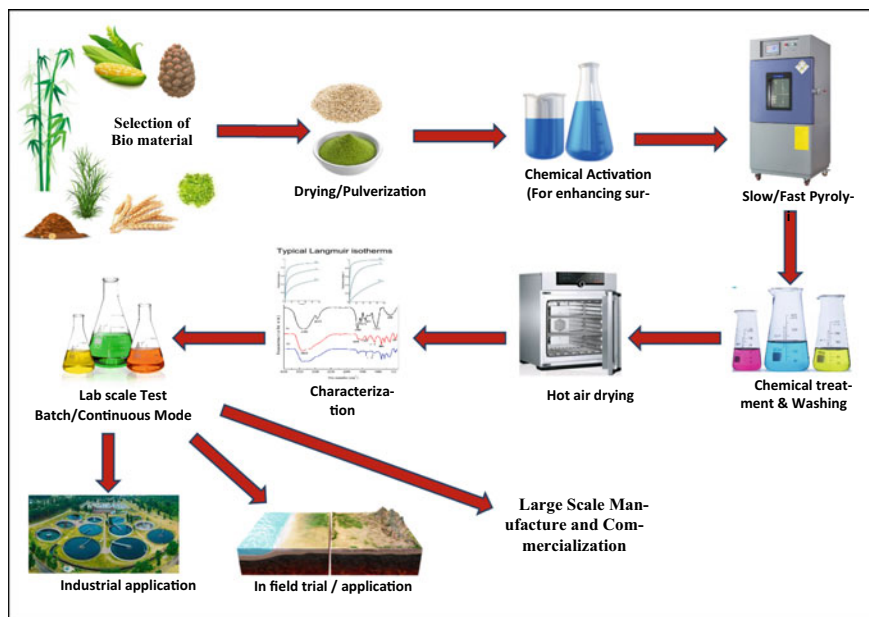 Selection of
Bio material
Drying/Pulverization
Chemical Activation
(For enhancing sur-
Slow/Fast Pyroly-
i
Typical Langmuir isotherms
Lab scale Test
Batch/Continuous Mode
Characteriza-
tion
Hot air drying
Chemical treat-
ment & Washing
Large Scale Man-
ufacture and Com-
mercialization
Industrial application
In field trial / application